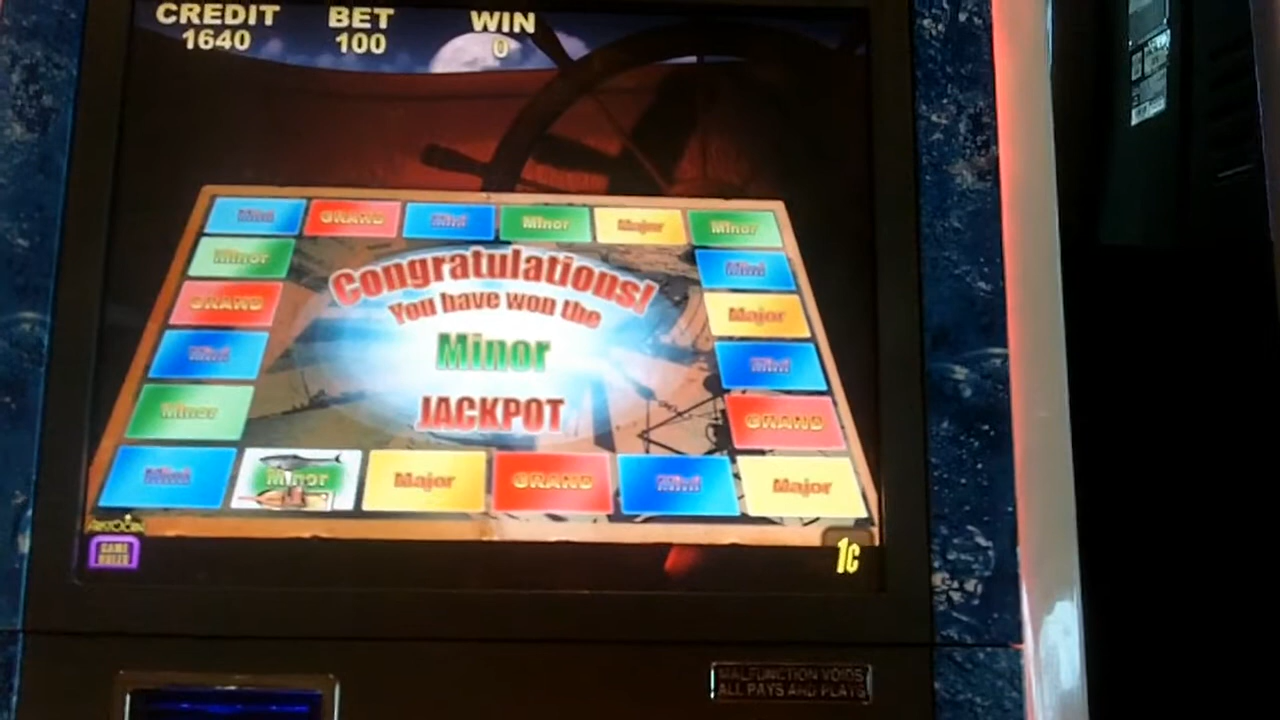 CREDIT BET WIN
1640 100 0
Mini GRAND Mini Minor Major Minor
Minor Mini
GRAND Major
Mini Mini
Minor GRAND
Mini Minor Major GRAND Mini Major
Congratulations!
You have won the
Minor
JACKPOT
ARISTOCRAT
GAME
RULES
1c
MALFUNCTION VOIDS
ALL PAYS AND PLAYS